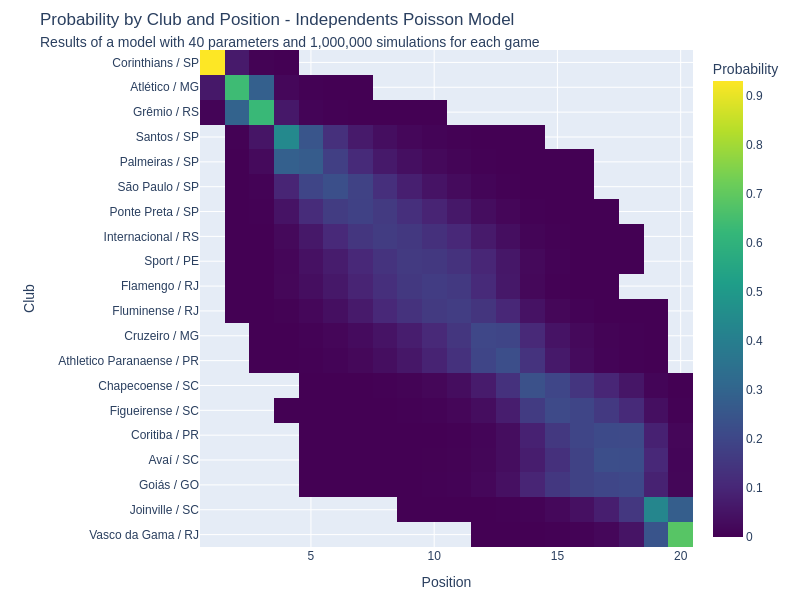 Probability by Club and Position - Independents Poisson Model
Results of a model with 40 parameters and 1,000,000 simulations for each game
Probability
Corinthians / SP
Atlético / MG
Grêmio / RS
Santos / SP
Palmeiras / SP
São Paulo / SP
Ponte Preta / SP
Internacional / RS
Sport / PE
Flamengo / RJ
Fluminense / RJ
Cruzeiro / MG
Athletico Paranaense / PR
Chapecoense / SC
Figueirense / SC
Coritiba / PR
Avaí / SC
Goiás / GO
Joinville / SC
Vasco da Gama / RJ
Club
5
10
15
20
Position
0.9
0.8
0.7
0.6
0.5
0.4
0.3
0.2
0.1
0